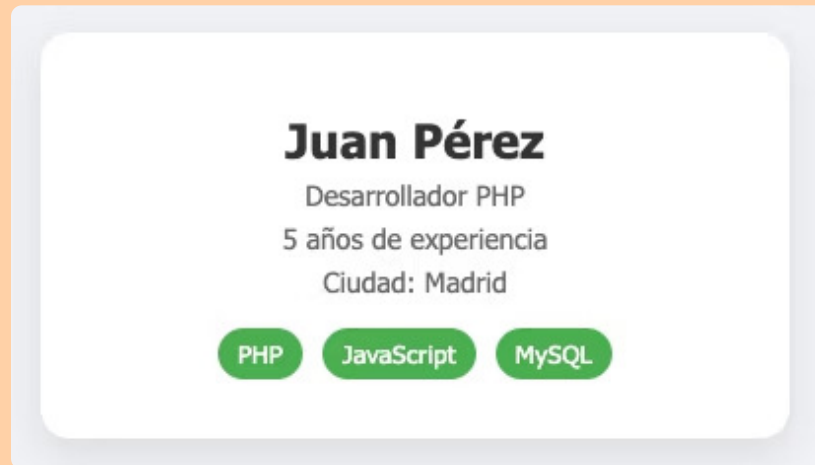 Juan Pérez
Desarrollador PHP
5 años de experiencia
Ciudad: Madrid
PHP JavaScript MySQL